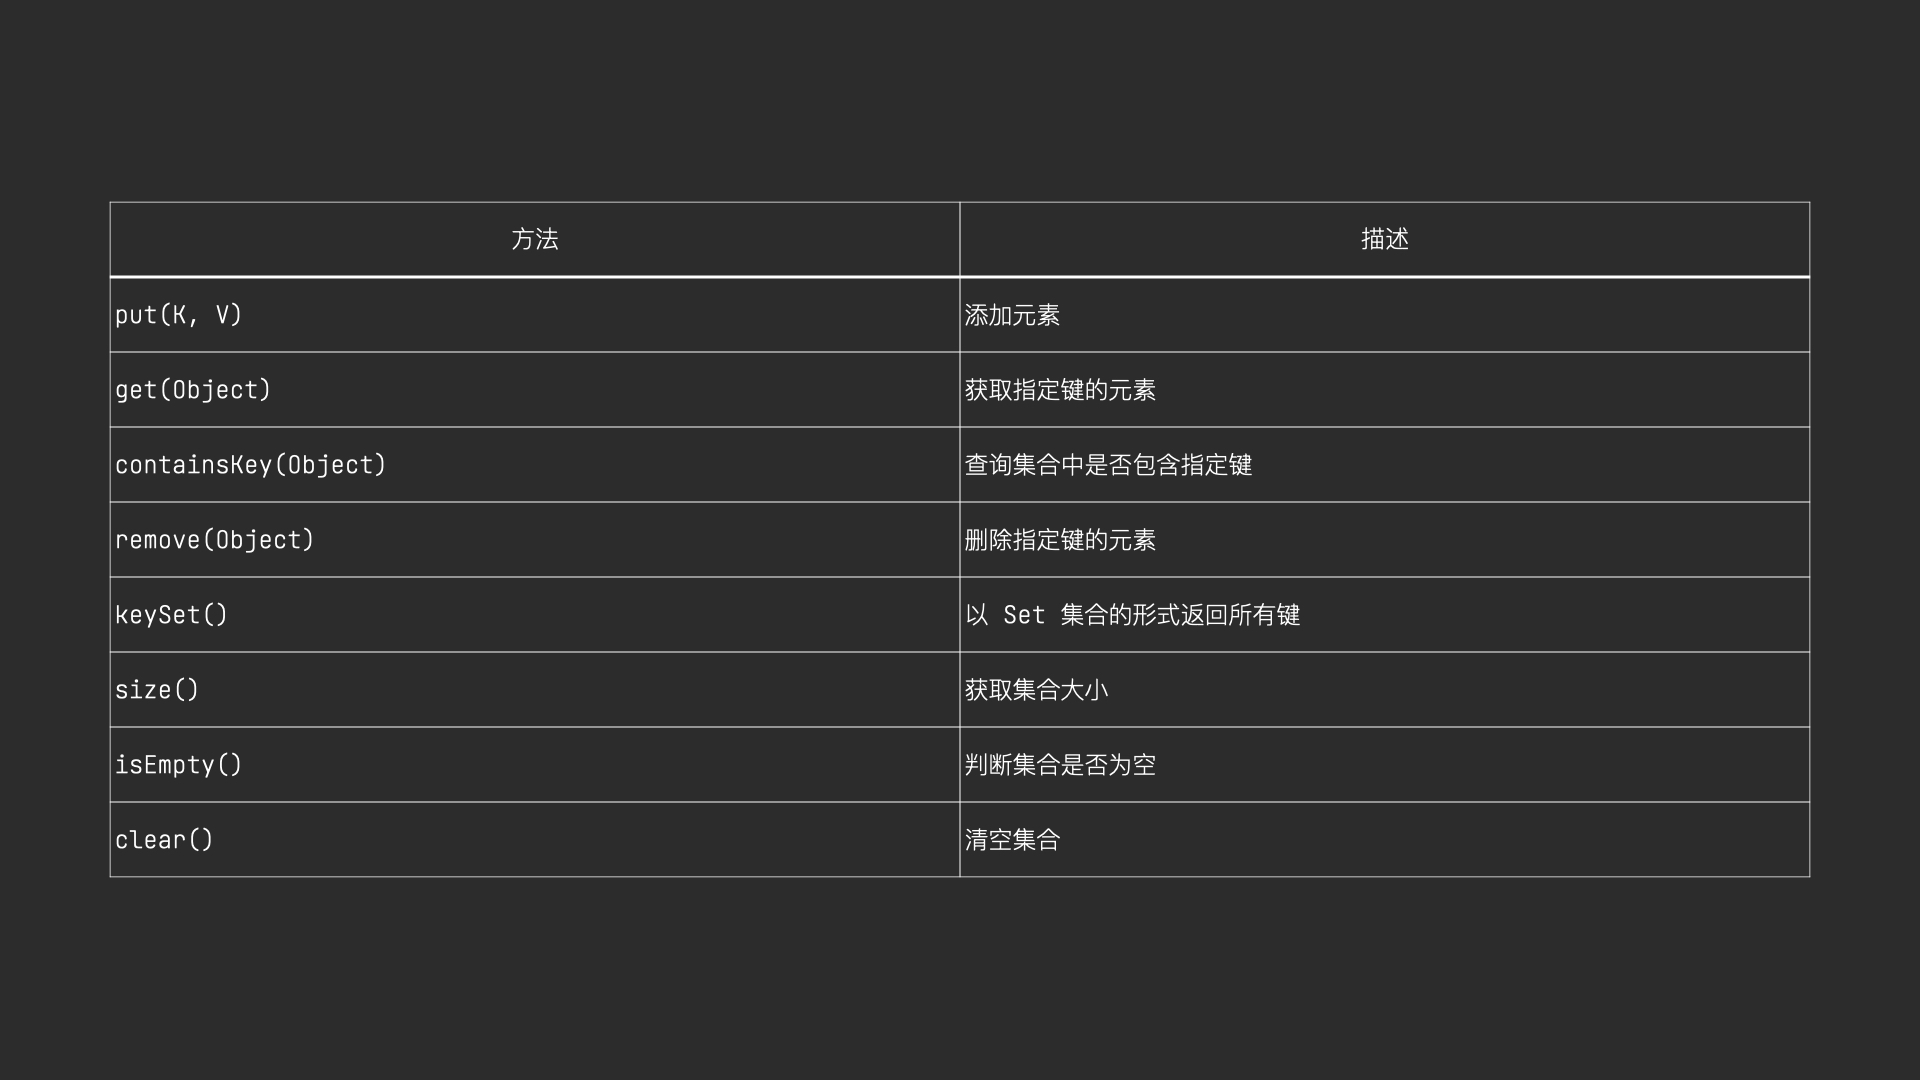 方法 描述
put(K, V) 添加元素
get(Object) 获取指定键的元素
containsKey(Object) 查询集合中是否包含指定键
remove(Object) 删除指定键的元素
keySet() 以 Set 集合的形式返回所有键
size() 获取集合大小
isEmpty() 判断集合是否为空
clear() 清空集合